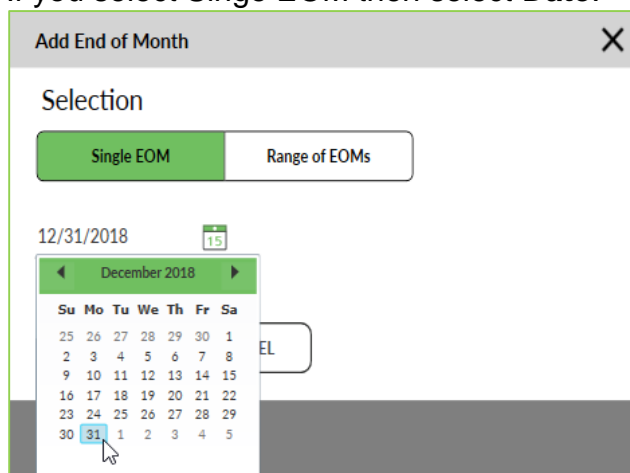 If you select Singe EOM then select Date.
Add End of Month
Selection
Single EOM Range of EOMs
12/31/2018 15
December 2018
Su Mo Tu We Th Fr Sa
25 26 27 28 29 30 1
2 3 4 5 6 7 8
EL
9 10 11 12 13 14 15
16 17 18 19 20 21 22
23 24 25 26 27 28 29
30 31 1 2 3 4 5